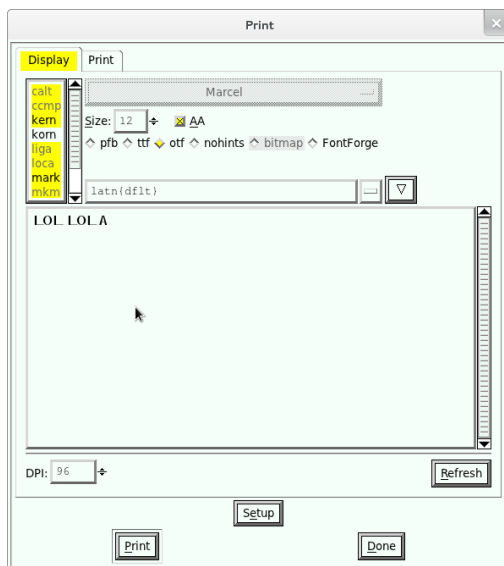 Print
Display Print
calt
ccmp
kern
korn
liga
loca
mark
mkm
Marcel
Size: 12 AA
pfb ttf otf nohints bitmap FontForge
latn{dflt}
LOL LOLA
DPI: 96
Refresh
Setup
Print Done